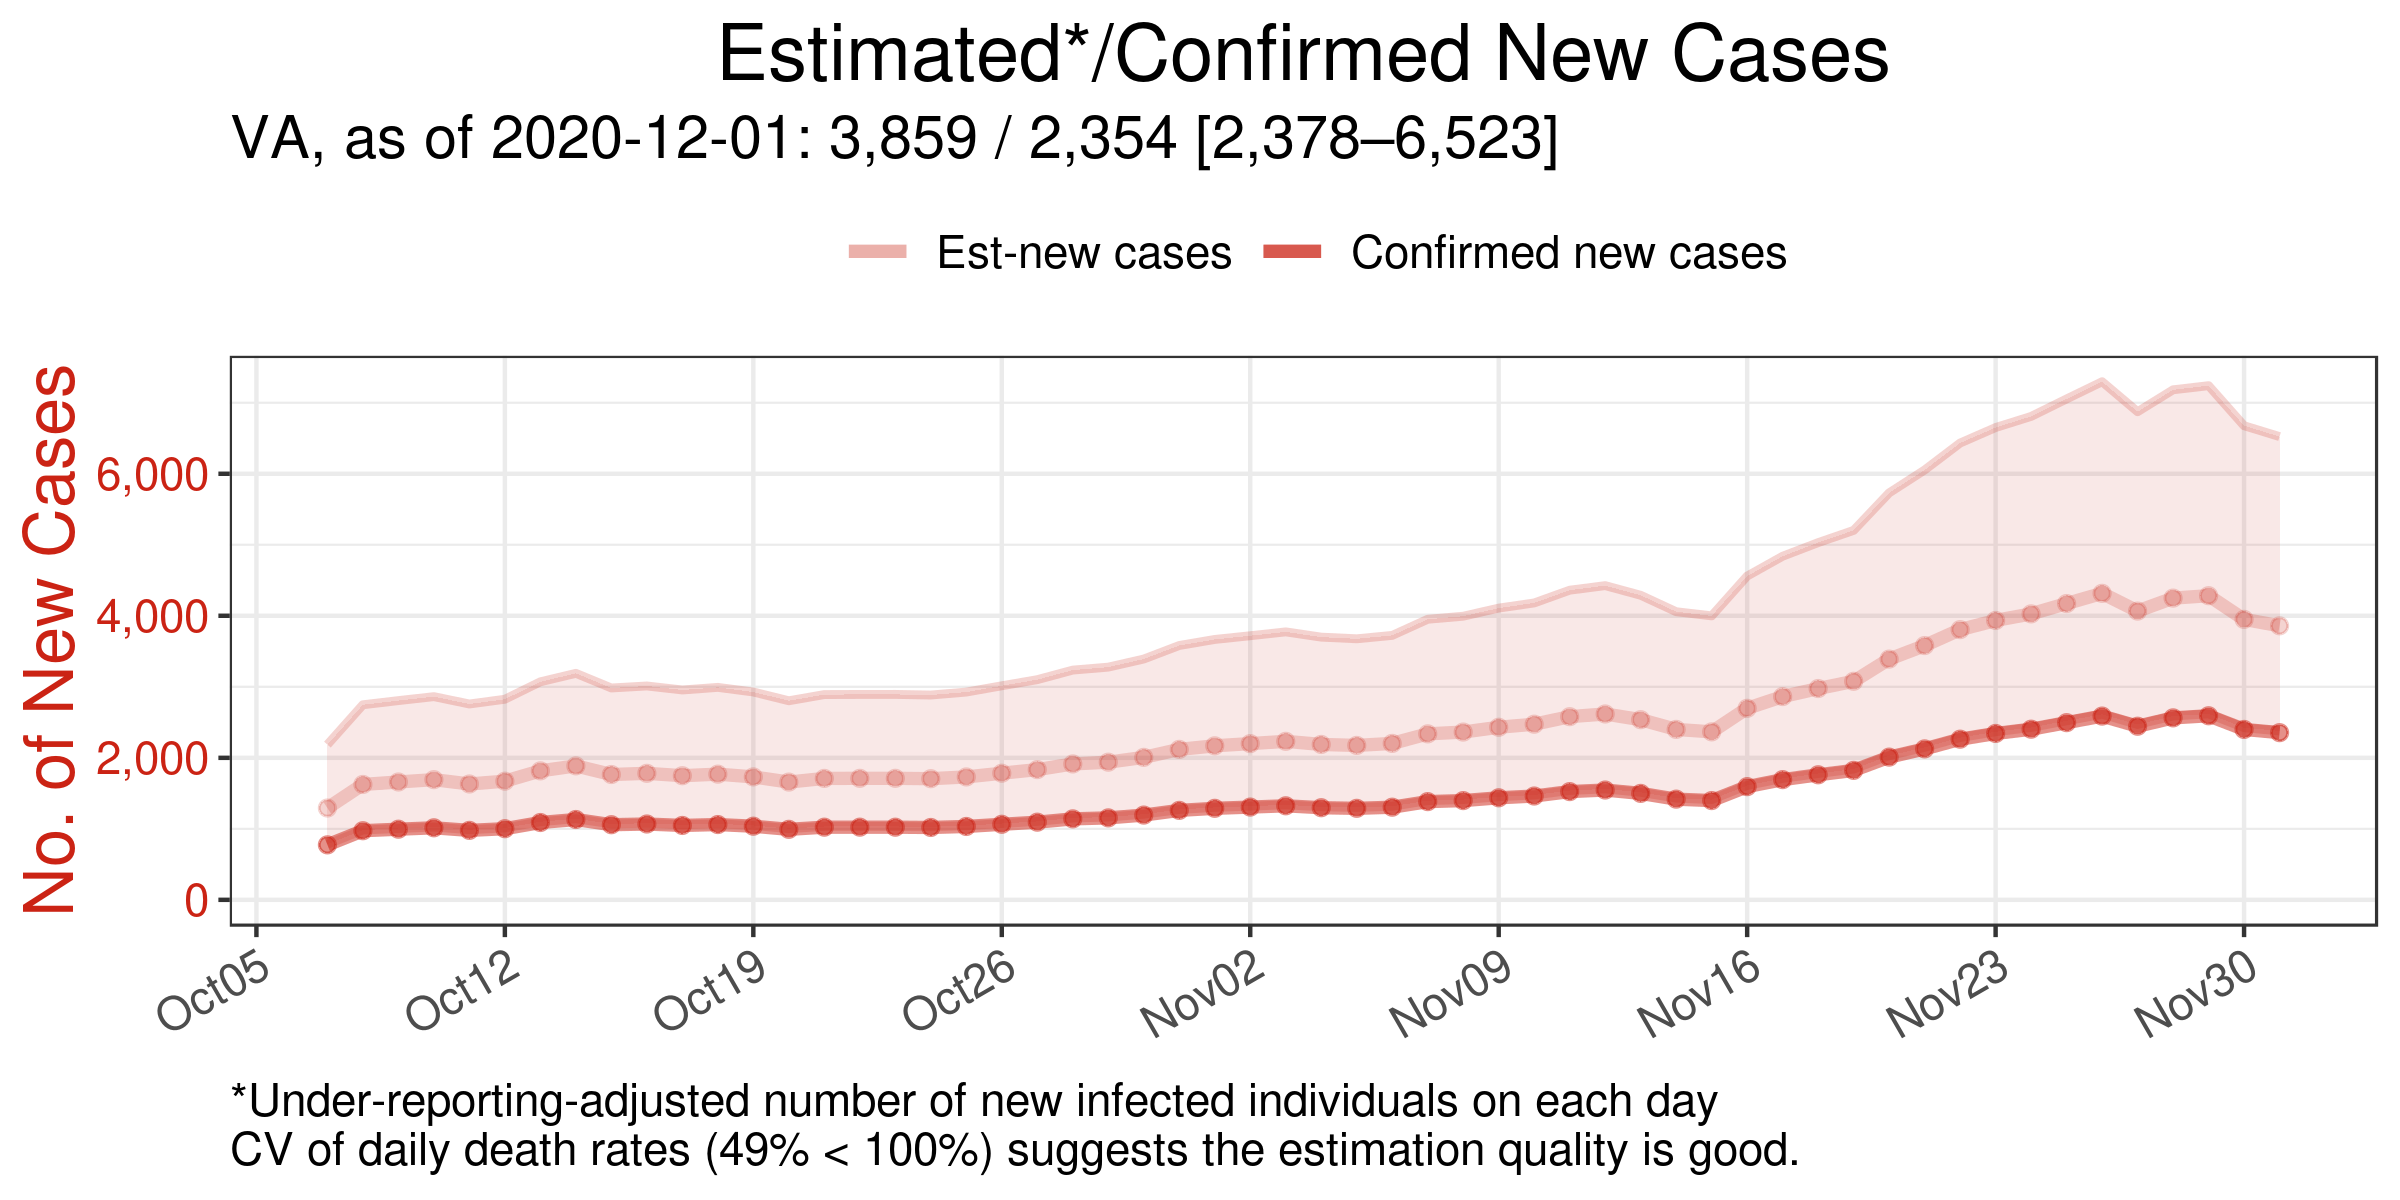 Estimated*/Confirmed New Cases
VA, as of 2020-12-01: 3,859 / 2,354 [2,378–6,523]
Est-new cases
Confirmed new cases
No. of New Cases
6,000
4,000
2,000
0
Oct05
Oct12
Oct19
Oct26
Nov02
Nov09
Nov16
Nov23
Nov30
*Under-reporting-adjusted number of new infected individuals on each day
CV of daily death rates (49% < 100%) suggests the estimation quality is good.